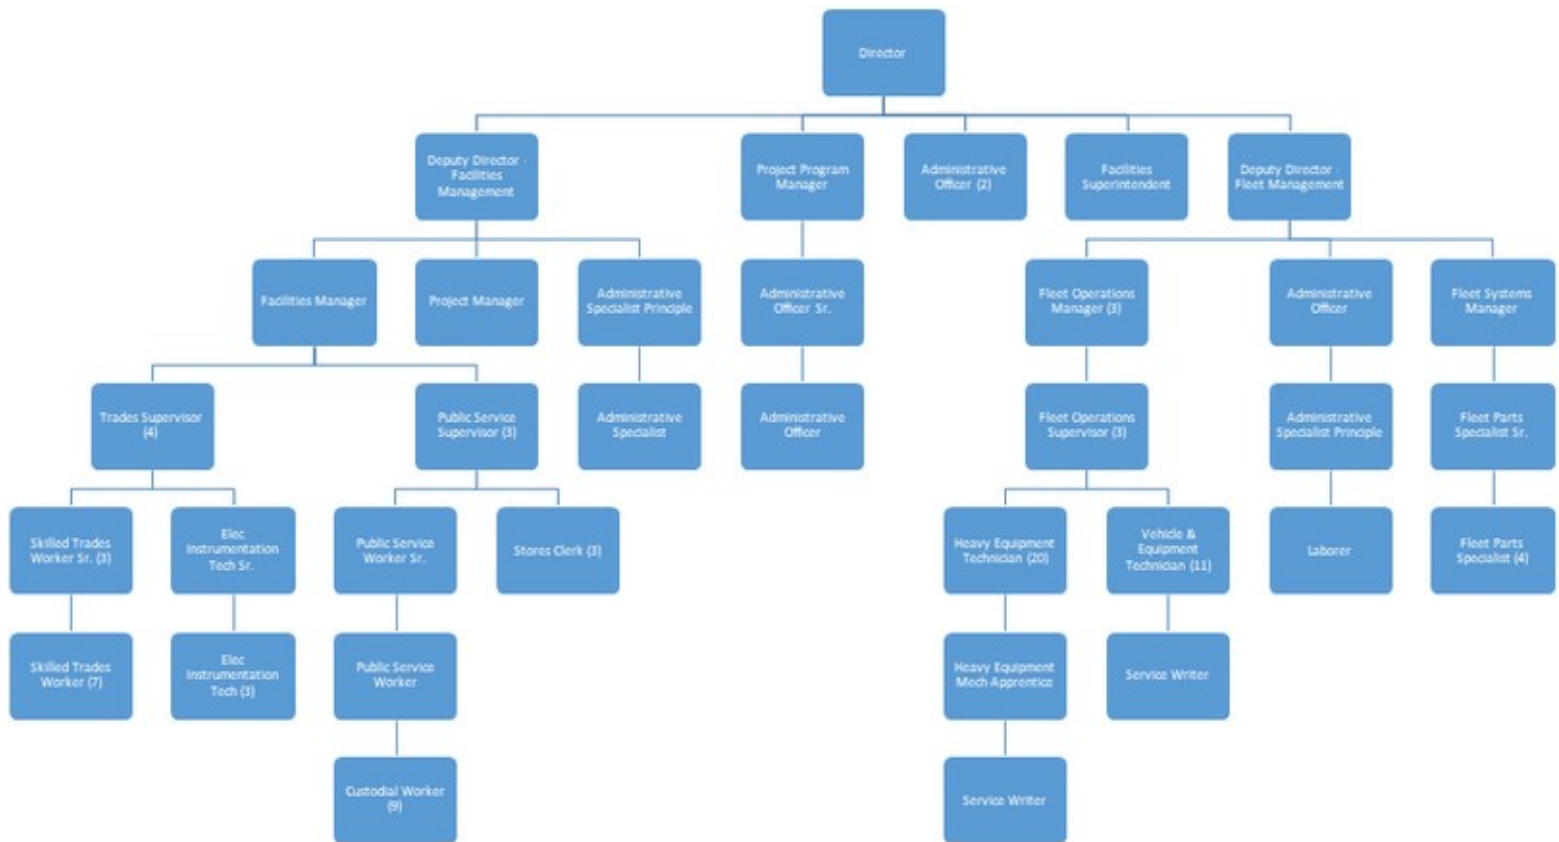 Director
Deputy Director -
Facilities
Management
Project Program
Manager
Administrative
Officer (2)
Facilities
Superintendent
Deputy Director -
Fleet Management
Facilities Manager
Project Manager
Administrative
Specialist Principle
Administrative
Officer Sr.
Fleet Operations
Manager (3)
Administrative
Officer
Fleet Systems
Manager
Trades Supervisor
(4)
Public Service
Supervisor (3)
Administrative
Specialist
Administrative
Officer
Fleet Operations
Supervisor (3)
Administrative
Specialist Principle
Fleet Parts
Specialist Sr.
Skilled Trades
Worker Sr. (3)
Elec
Instrumentation
Tech Sr.
Public Service
Worker Sr.
Stores Clerk (3)
Heavy Equipment
Technician (20)
Vehicle &
Equipment
Technician (11)
Laborer
Fleet Parts
Specialist (4)
Skilled Trades
Worker (7)
Elec
Instrumentation
Tech (3)
Public Service
Worker
Heavy Equipment
Mech Apprentice
Service Writer
Custodial Worker
(9)
Service Writer